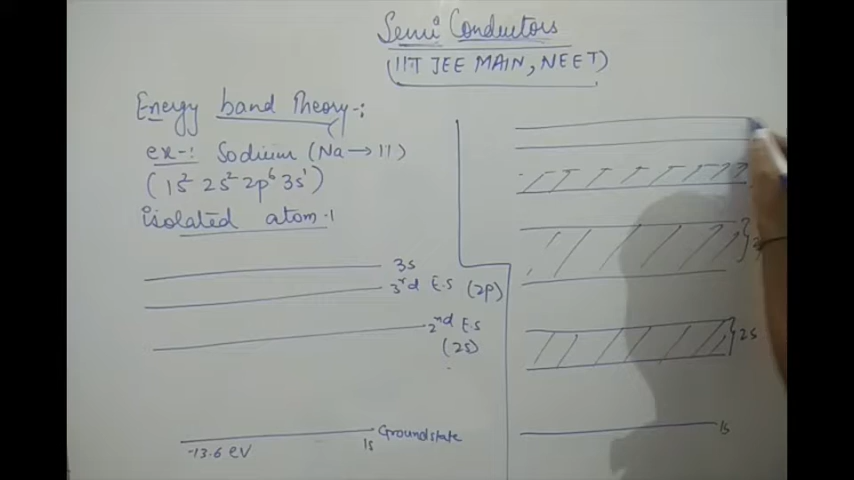 Semi Conductors
(IIT JEE MAIN, NEET)
Energy band Theory-:
ex-: Sodium (Na→11)
(1s² 2s² 2p⁶ 3s¹)
isolated atom-1
3s
3rd E.S (2p)
2nd E.S
(2s)
Groundstate
1s
-13.6 eV
2s
1s